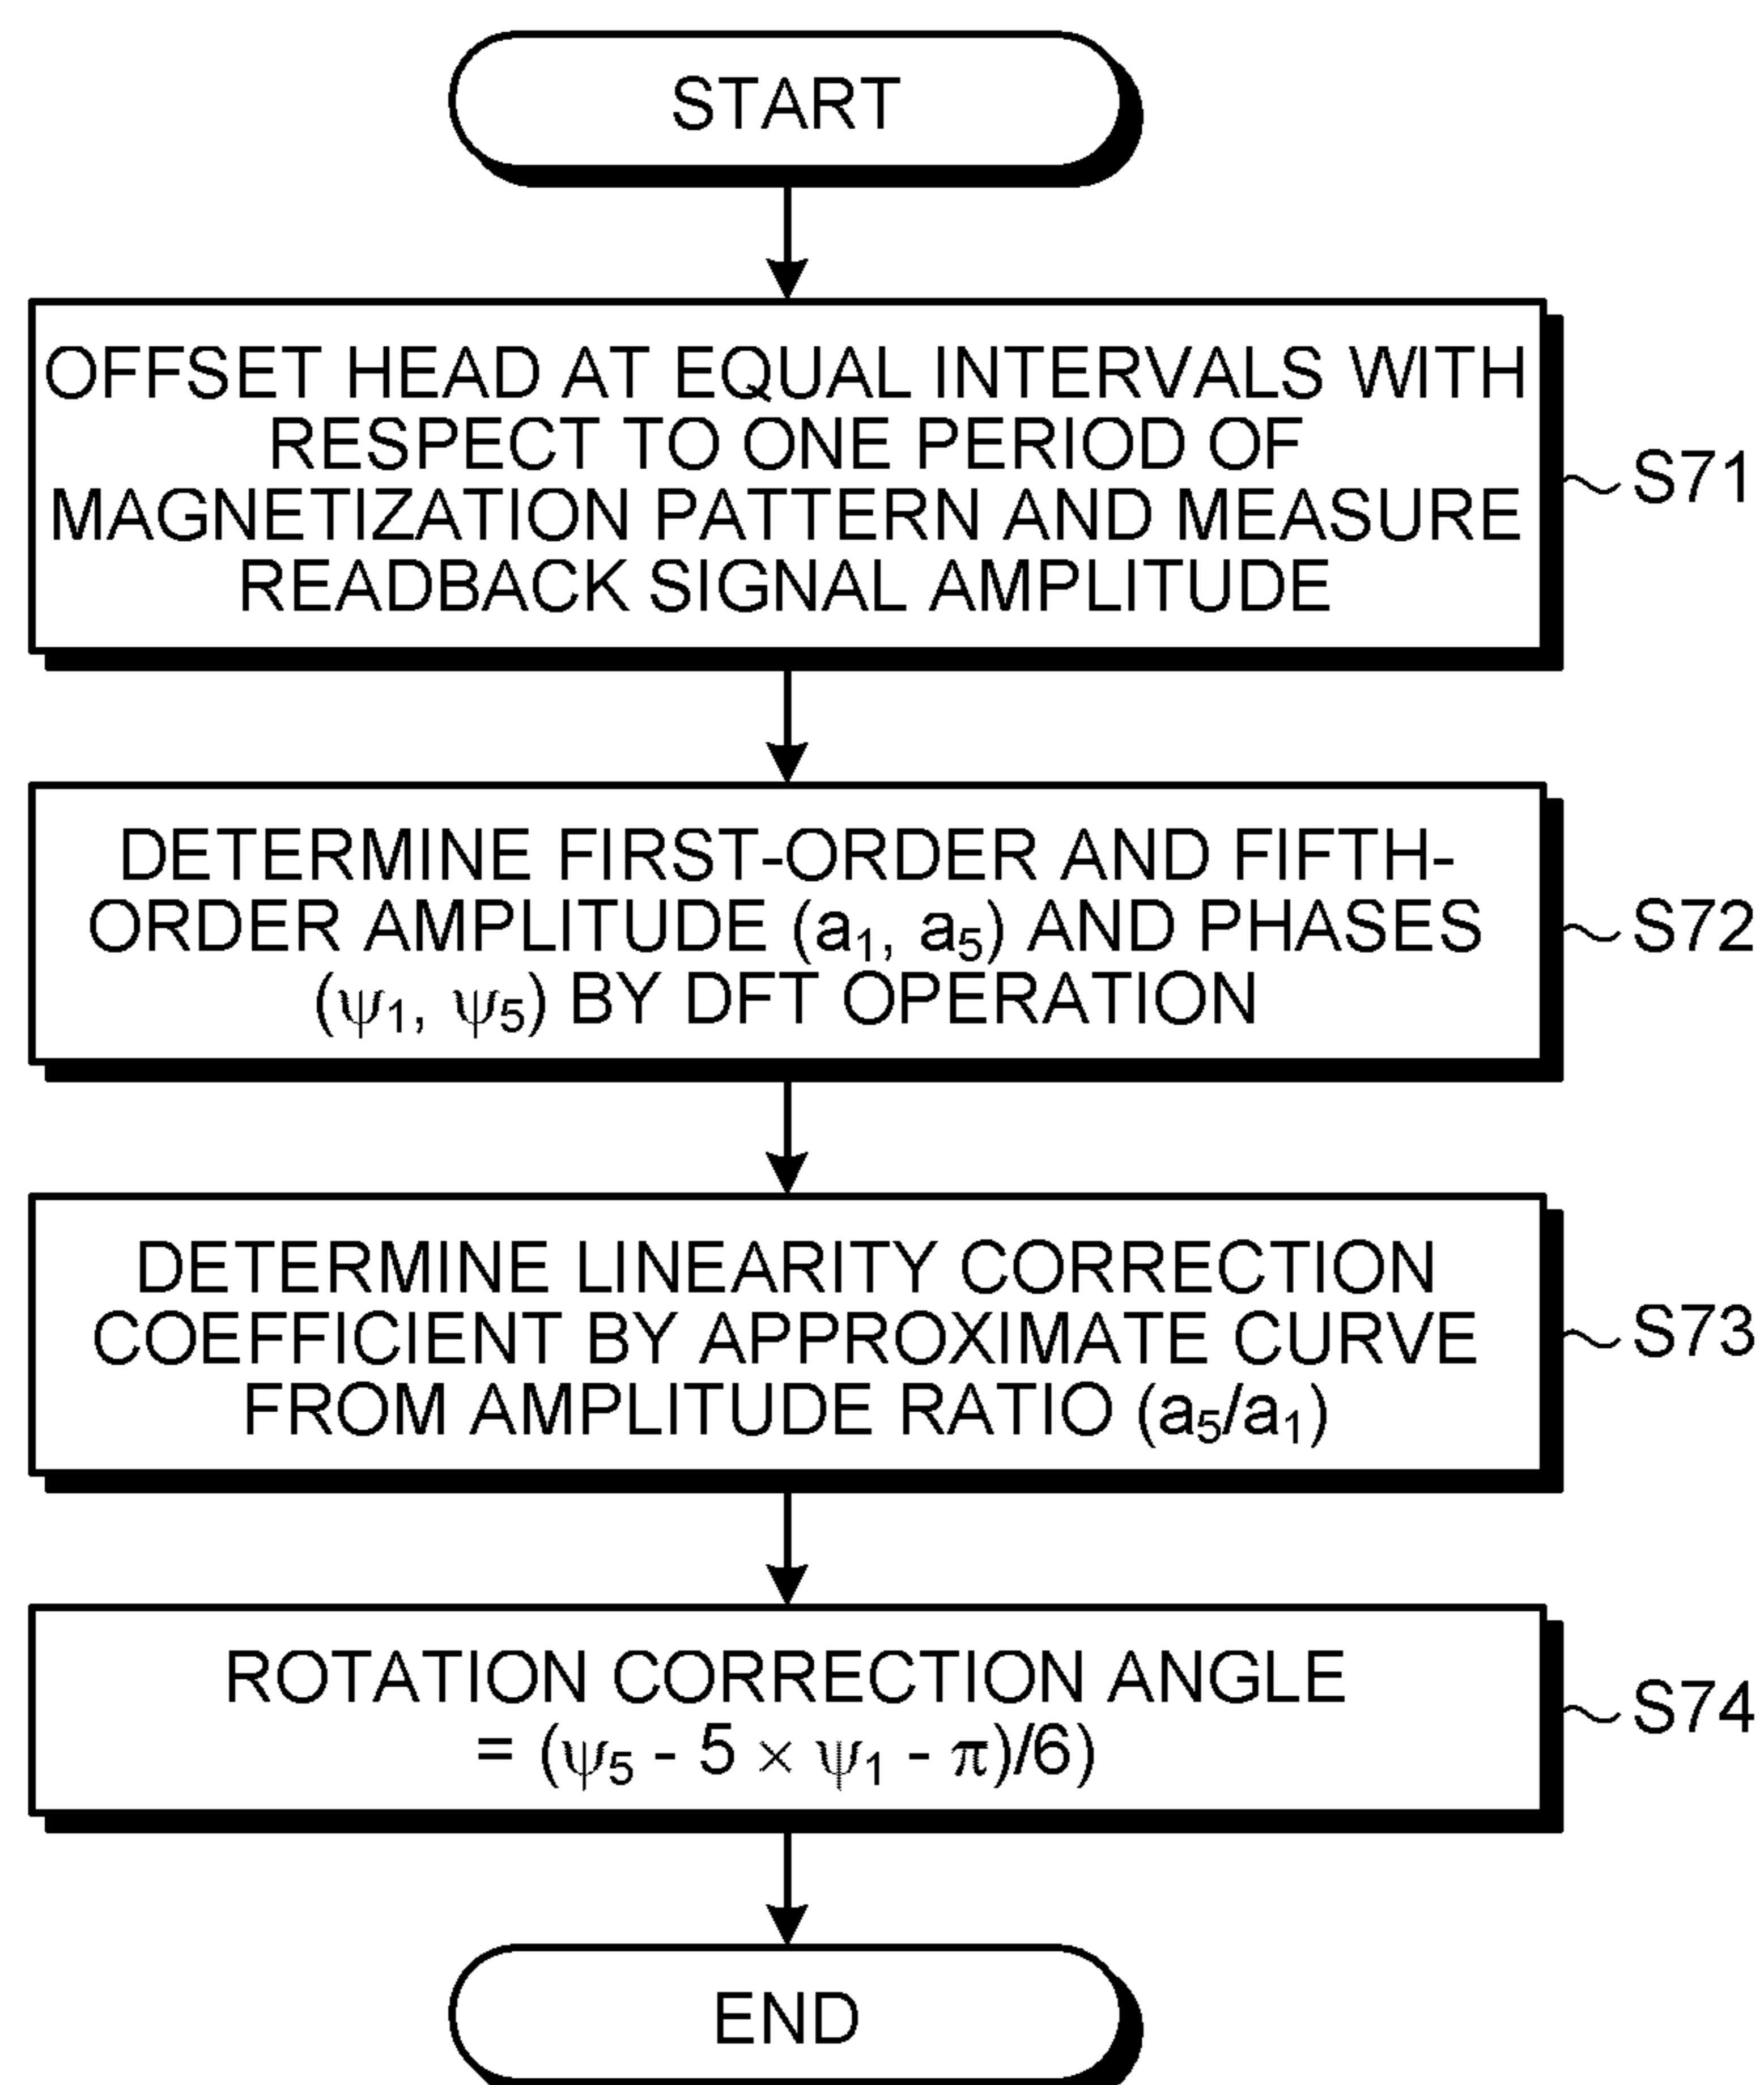 START
OFFSET HEAD AT EQUAL INTERVALS WITH
RESPECT TO ONE PERIOD OF
MAGNETIZATION PATTERN AND MEASURE
READBACK SIGNAL AMPLITUDE
S71
DETERMINE FIRST-ORDER AND FIFTH-
ORDER AMPLITUDE (a₁, a₅) AND PHASES
(ψ₁, ψ₅) BY DFT OPERATION
S72
DETERMINE LINEARITY CORRECTION
COEFFICIENT BY APPROXIMATE CURVE
FROM AMPLITUDE RATIO (a₅/a₁)
S73
ROTATION CORRECTION ANGLE
= (ψ₅ - 5 × ψ₁ - π)/6)
S74
END